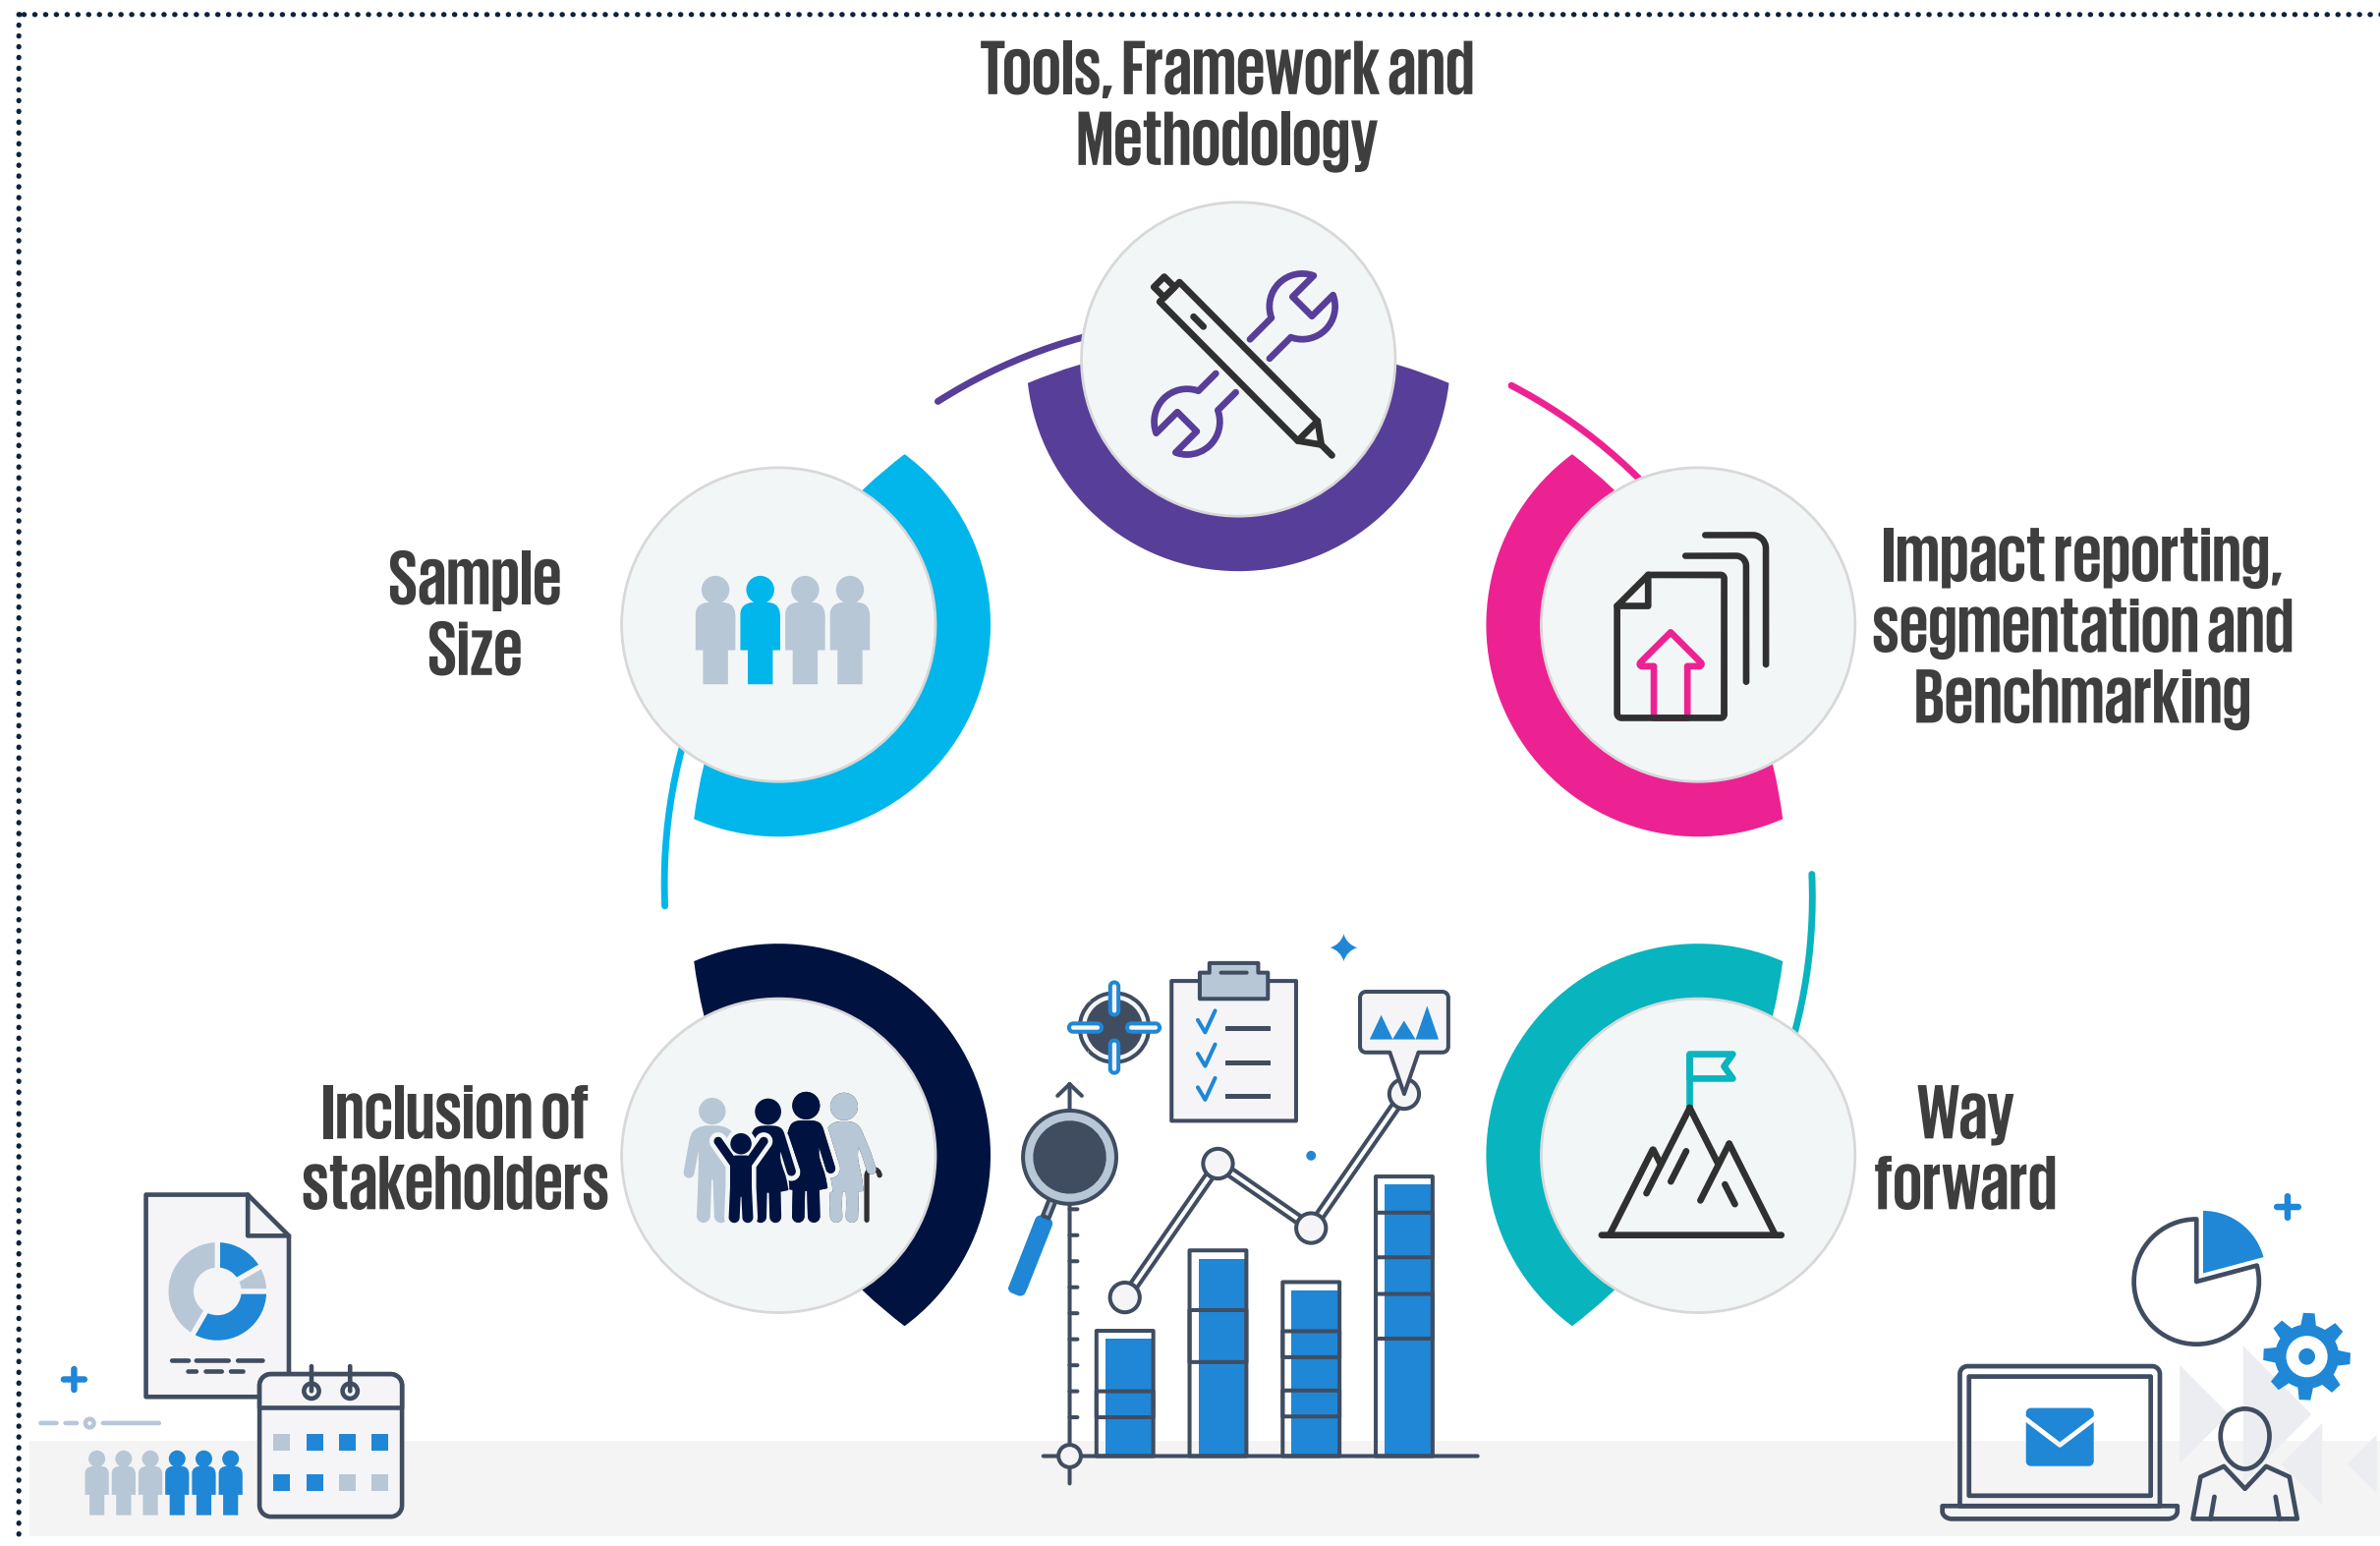 Tools, Framework and
Methodology
Sample
Size
Impact reporting,
segmentation and
Benchmarking
Inclusion of
stakeholders
Way
forward